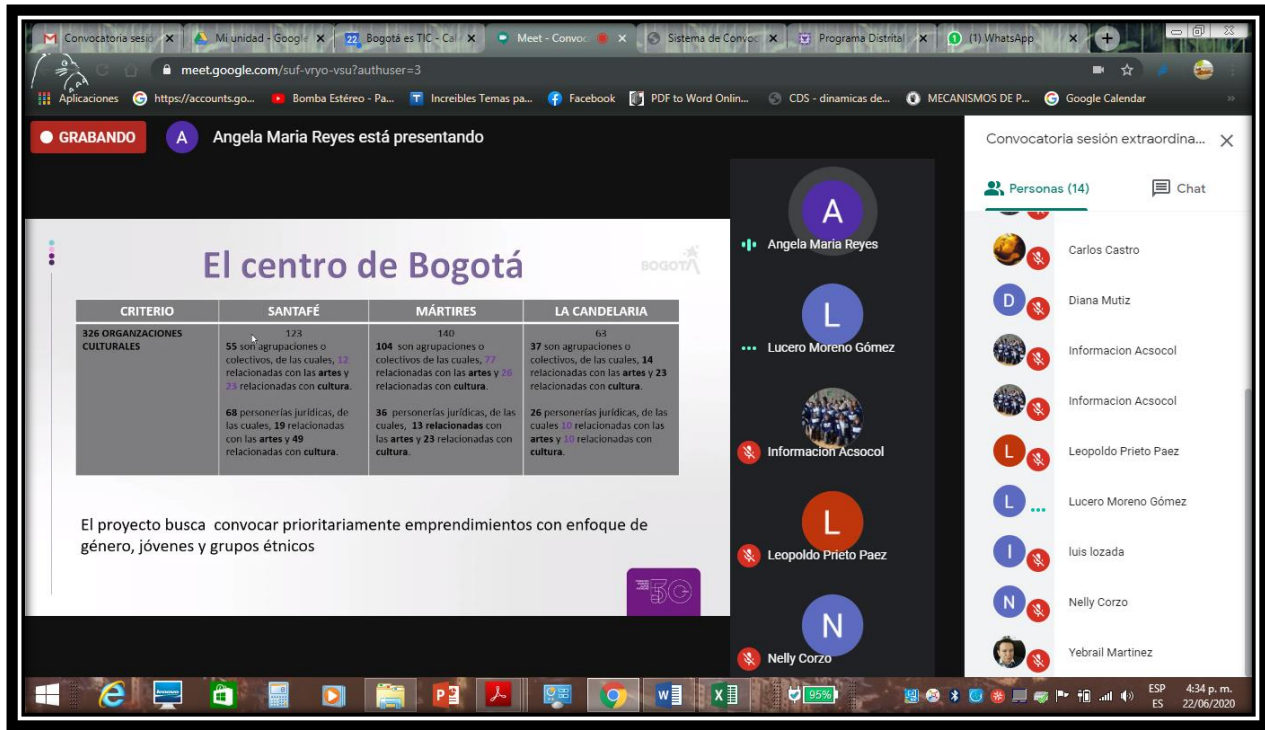 Convocatoria sesió
Mi unidad - Googl
22
Bogotá es TIC - Cal
Meet - Convoc
Sistema de Convoc
Programa Distrital
(1) WhatsApp
meet.google.com/suf-vryo-vsu?authuser=3
Aplicaciones
https://accounts.go...
Bomba Estéreo - Pa...
Increibles Temas pa...
Facebook
PDF to Word Onlin...
CDS - dinamicas de...
MECANISMOS DE P...
Google Calendar
GRABANDO
A
Angela Maria Reyes está presentando
El centro de Bogotá
BOGOTÁ
CRITERIO
SANTAFÉ
MÁRTIRES
LA CANDELARIA
326 ORGANZACIONES
CULTURALES
123
55 son agrupaciones o
colectivos, de las cuales, 12
relacionadas con las artes y
23 relacionadas con cultura.
68 personerías jurídicas, de
las cuales, 19 relacionadas
con las artes y 49
relacionadas con cultura.
140
104 son agrupaciones o
colectivos de las cuales, 77
relacionadas con las artes y 26
relacionadas con cultura.
36 personerías jurídicas, de las
cuales, 13 relacionadas con
las artes y 23 relacionadas con
cultura.
63
37 son agrupaciones o
colectivos, de las cuales, 14
relacionadas con las artes y 23
relacionadas con cultura.
26 personerías jurídicas, de las
cuales 10 relacionadas con las
artes y 10 relacionadas con
cultura.
El proyecto busca convocar prioritariamente emprendimientos con enfoque de
género, jóvenes y grupos étnicos
A
Angela Maria Reyes
L
Lucero Moreno Gómez
Informacion Acsocol
L
Leopoldo Prieto Paez
N
Nelly Corzo
Convocatoria sesión extraordina...
Personas (14)
Chat
Carlos Castro
D
Diana Mutiz
Informacion Acsocol
Informacion Acsocol
L
Leopoldo Prieto Paez
L
Lucero Moreno Gómez
l
luis lozada
N
Nelly Corzo
Yebrail Martinez
95%
ESP
ES
4:34 p. m.
22/06/2020